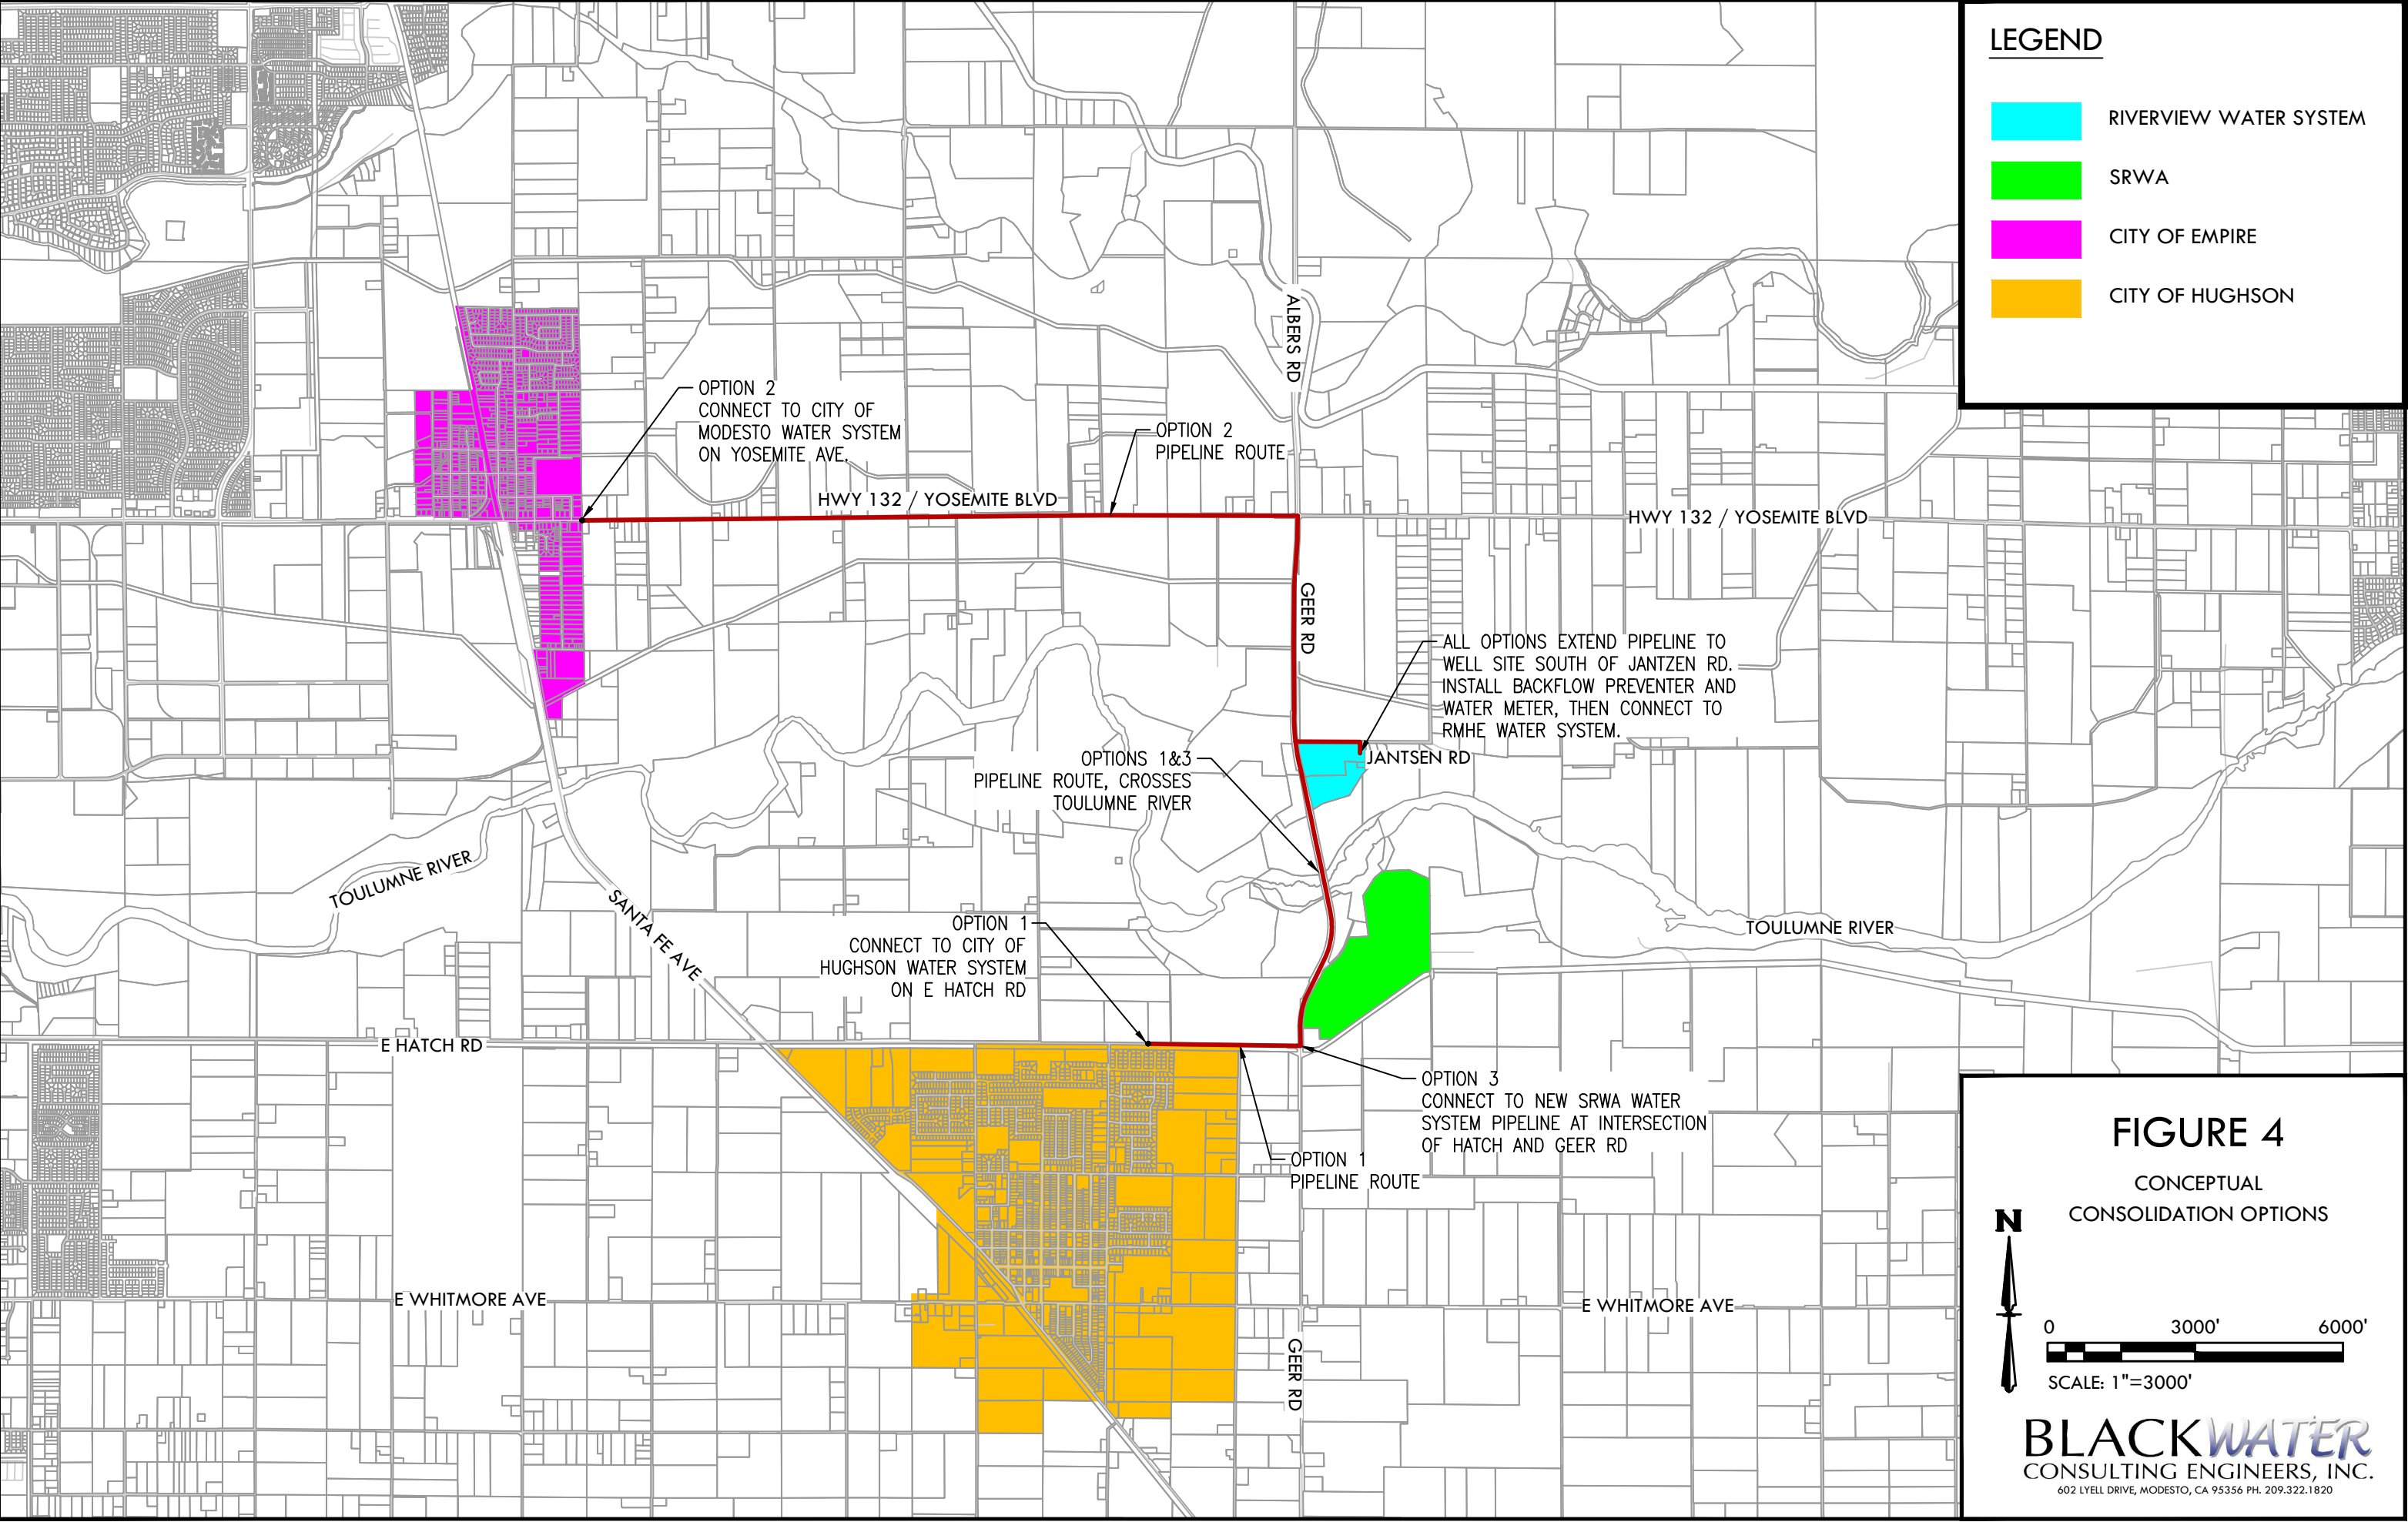 LEGEND
RIVERVIEW WATER SYSTEM
SRWA
CITY OF EMPIRE
CITY OF HUGHSON
ALBERS RD
OPTION 2
CONNECT TO CITY OF
MODESTO WATER SYSTEM
ON YOSEMITE AVE.
OPTION 2
PIPELINE ROUTE
HWY 132 / YOSEMITE BLVD
HWY 132 / YOSEMITE BLVD
GEER RD
ALL OPTIONS EXTEND PIPELINE TO
WELL SITE SOUTH OF JANTZEN RD.
INSTALL BACKFLOW PREVENTER AND
WATER METER, THEN CONNECT TO
RMHE WATER SYSTEM.
JANTSEN RD
OPTIONS 1&3
PIPELINE ROUTE, CROSSES
TOULUMNE RIVER
TOULUMNE RIVER
SANTA FE AVE
OPTION 1
CONNECT TO CITY OF
HUGHSON WATER SYSTEM
ON E HATCH RD
TOULUMNE RIVER
E HATCH RD
OPTION 3
CONNECT TO NEW SRWA WATER
SYSTEM PIPELINE AT INTERSECTION
OF HATCH AND GEER RD
OPTION 1
PIPELINE ROUTE
E WHITMORE AVE
E WHITMORE AVE
GEER RD
FIGURE 4
CONCEPTUAL
CONSOLIDATION OPTIONS
N
0 3000' 6000'
SCALE: 1"=3000'
BLACKWATER
CONSULTING ENGINEERS, INC.
602 LYELL DRIVE, MODESTO, CA 95356 PH. 209.322.1820